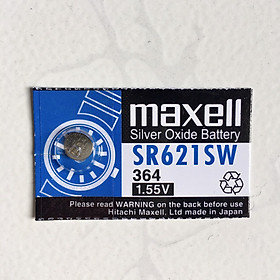 maxell
Silver Oxide Battery
SR621SW
364
1.55V
Please read WARNING on the back before use
Hitachi Maxell, Ltd. made in Japan